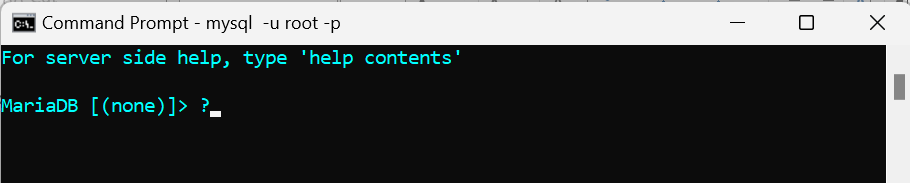 Command Prompt - mysql -u root -p
For server side help, type 'help contents'
MariaDB [(none)]> ?